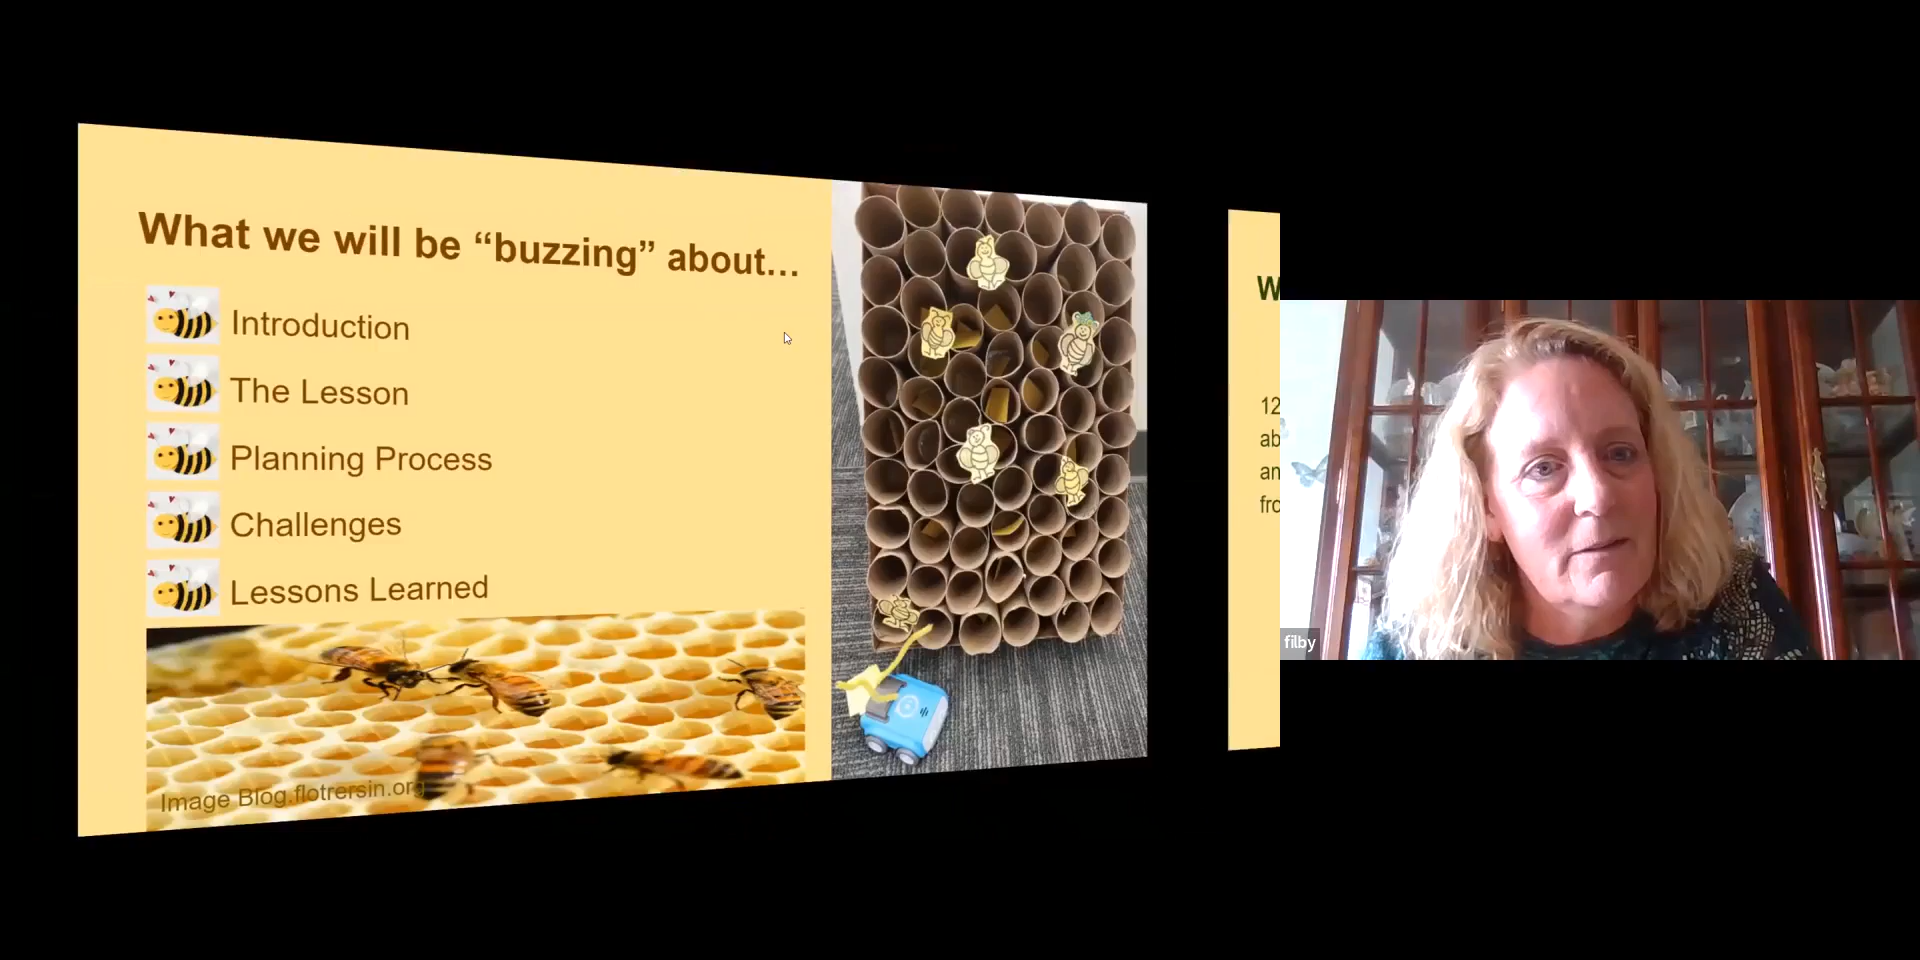 What we will be “buzzing” about...
Introduction
The Lesson
Planning Process
Challenges
Lessons Learned
Image Blog.flotrersin.org
W
12
ab
an
fro
filby